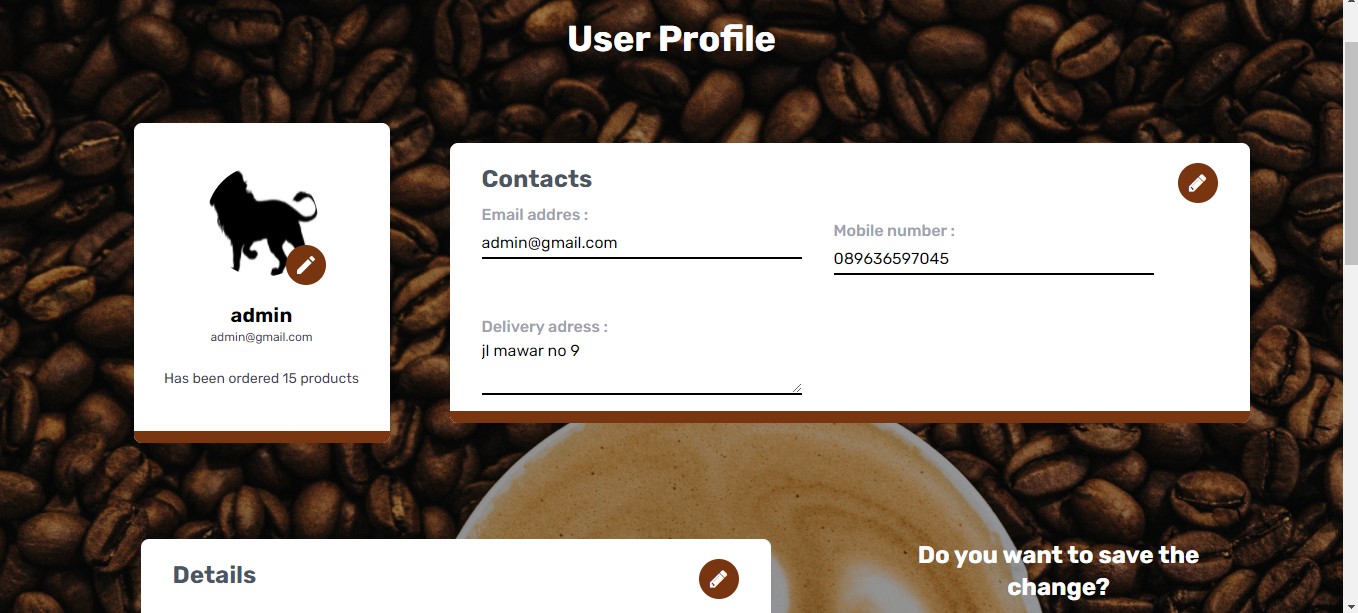 User Profile
admin
admin@gmail.com
Has been ordered 15 products
Contacts
Email addres :
admin@gmail.com
Mobile number :
089636597045
Delivery adress :
jl mawar no 9
Details
Do you want to save the
change?